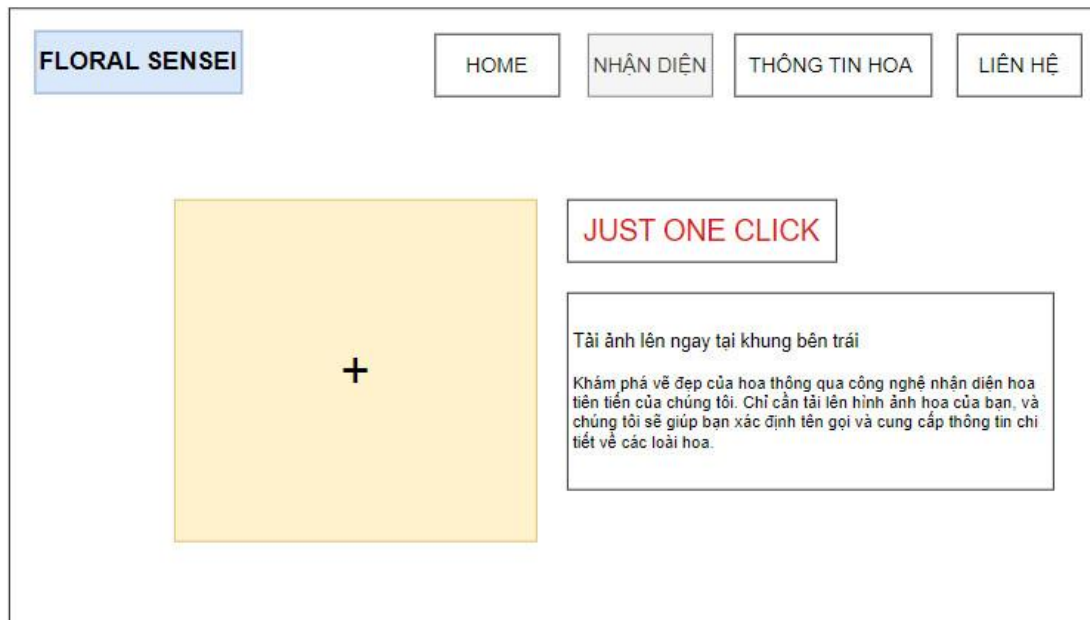 FLORAL SENSEI
HOME
NHẬN DIỆN
THÔNG TIN HOA
LIÊN HỆ
JUST ONE CLICK
+
Tải ảnh lên ngay tại khung bên trái
Khám phá vẽ đẹp của hoa thông qua công nghệ nhận diện hoa
tiên tiến của chúng tôi. Chỉ cần tải lên hình ảnh hoa của bạn, và
chúng tôi sẽ giúp bạn xác định tên gọi và cung cấp thông tin chi
tiết về các loài hoa.